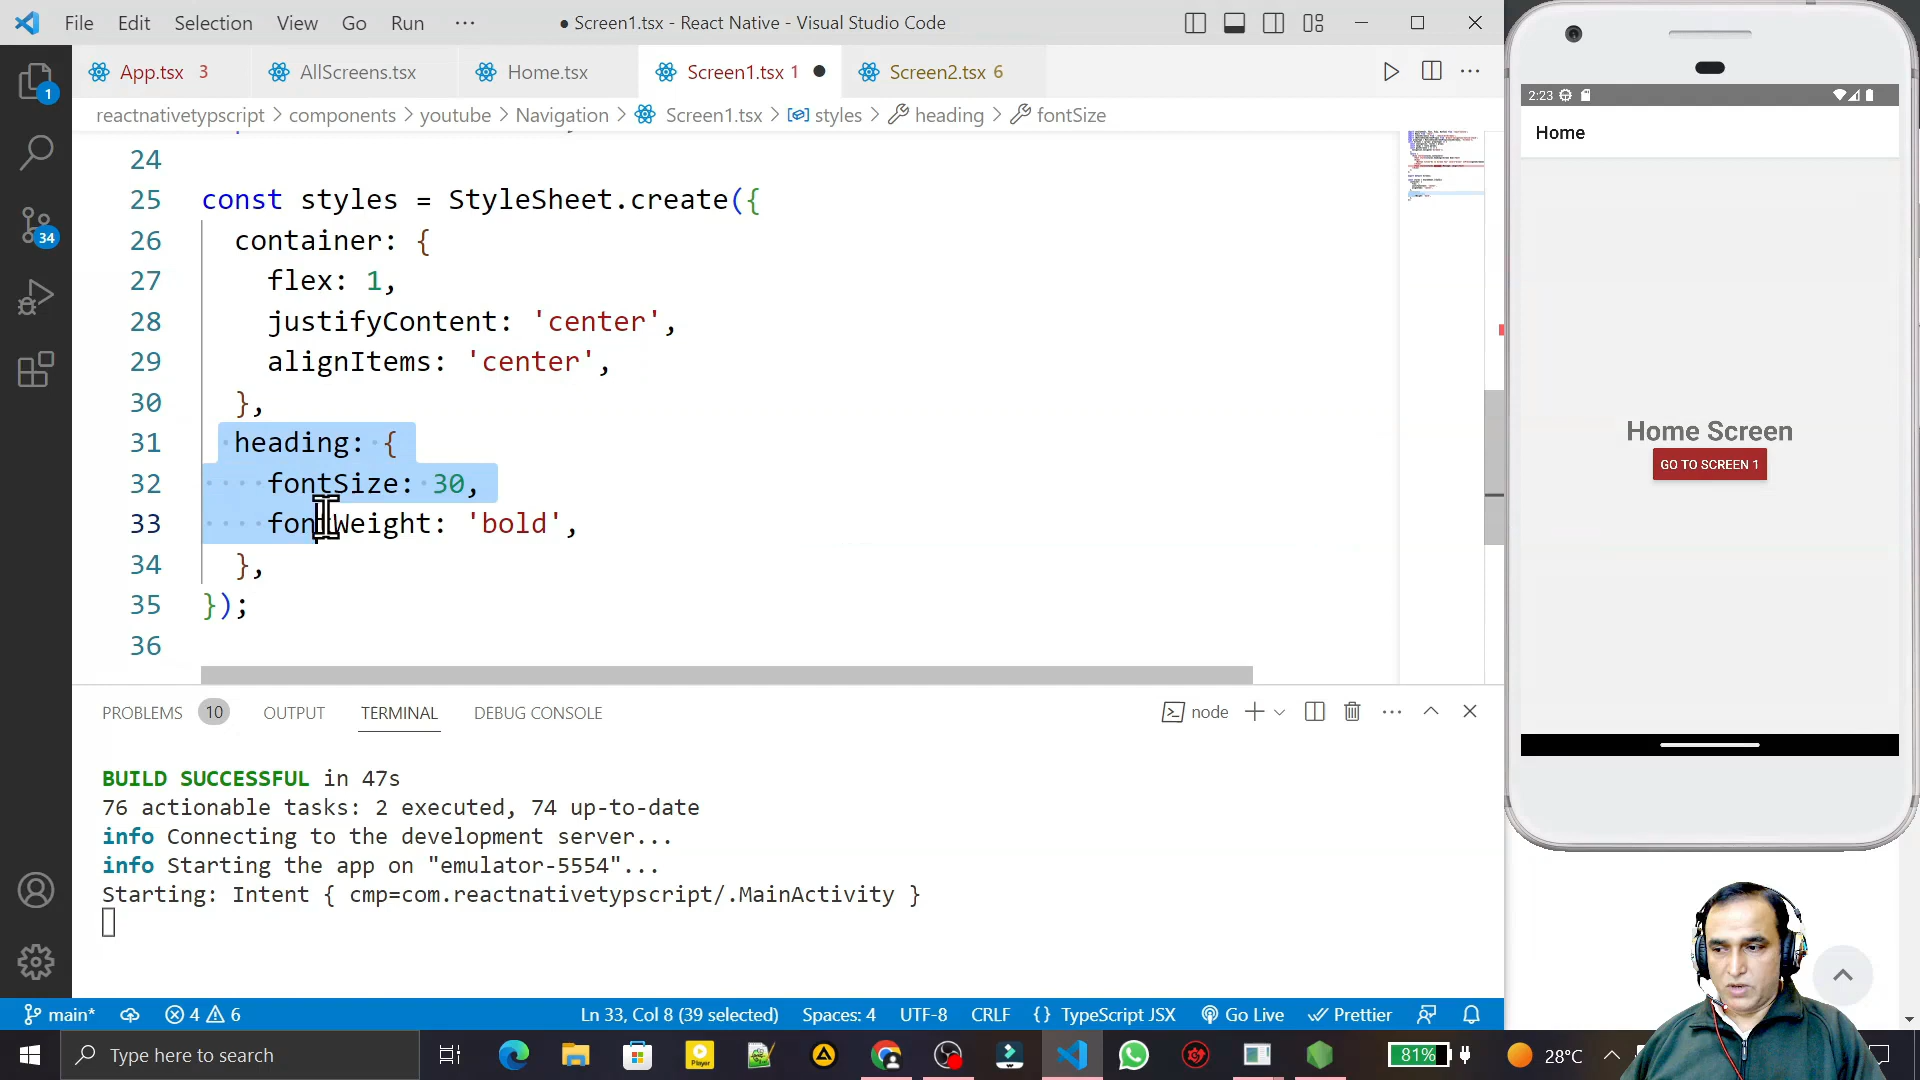 File Edit Selection View Go Run ··· ● Screen1.tsx - React Native - Visual Studio Code
App.tsx 3 AllScreens.tsx Home.tsx Screen1.tsx 1 ● Screen2.tsx 6
reactnativetypscript > components > youtube > Navigation > Screen1.tsx > styles > heading > fontSize
24
25 const styles = StyleSheet.create({
26 container: {
27 flex: 1,
28 justifyContent: 'center',
29 alignItems: 'center',
30 },
31 heading: {
32 fontSize: 30,
33 fontWeight: 'bold',
34 },
35 });
36
PROBLEMS 10 OUTPUT TERMINAL DEBUG CONSOLE node
BUILD SUCCESSFUL in 47s
76 actionable tasks: 2 executed, 74 up-to-date
info Connecting to the development server...
info Starting the app on "emulator-5554"...
Starting: Intent { cmp=com.reactnativetypscript/.MainActivity }
1
34
main* 4 6 Ln 33, Col 8 (39 selected) Spaces: 4 UTF-8 CRLF {} TypeScript JSX Go Live Prettier
Type here to search 81% 28°C
2:23
Home
Home Screen
GO TO SCREEN 1